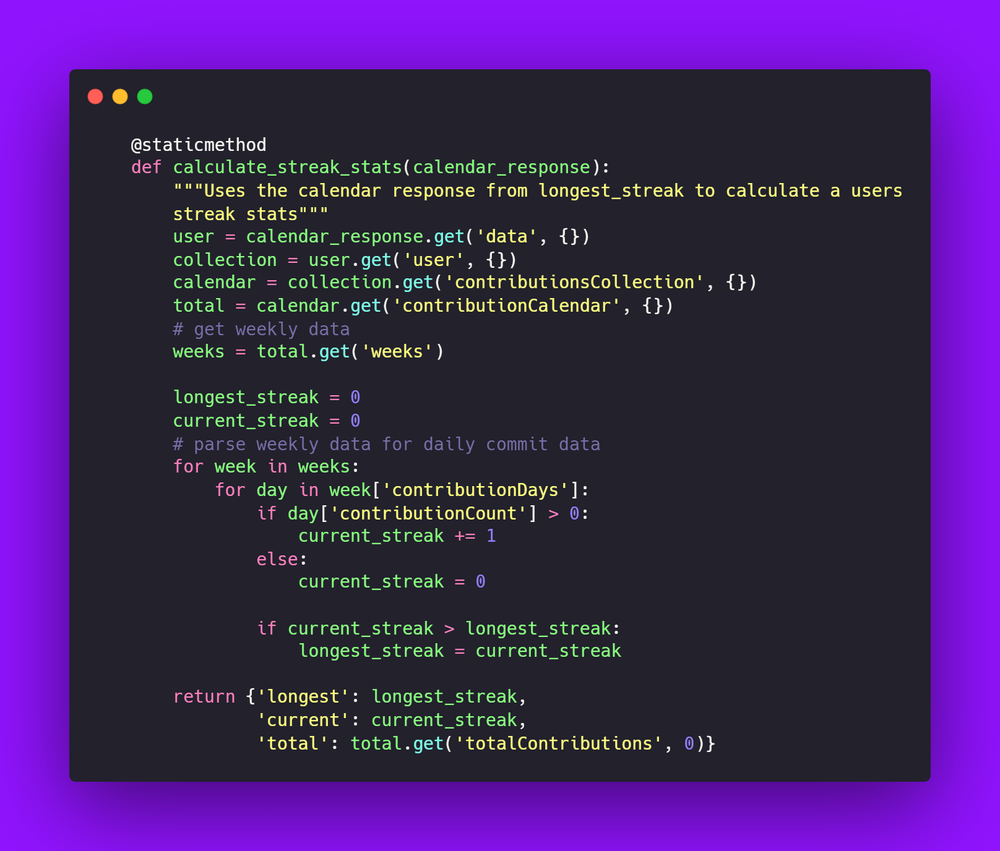 @staticmethod
def calculate_streak_stats(calendar_response):
    """Uses the calendar response from longest_streak to calculate a users
    streak stats"""
    user = calendar_response.get('data', {})
    collection = user.get('user', {})
    calendar = collection.get('contributionsCollection', {})
    total = calendar.get('contributionCalendar', {})
    # get weekly data
    weeks = total.get('weeks')

    longest_streak = 0
    current_streak = 0
    # parse weekly data for daily commit data
    for week in weeks:
        for day in week['contributionDays']:
            if day['contributionCount'] > 0:
                current_streak += 1
            else:
                current_streak = 0

            if current_streak > longest_streak:
                longest_streak = current_streak

    return {'longest': longest_streak,
            'current': current_streak,
            'total': total.get('totalContributions', 0)}